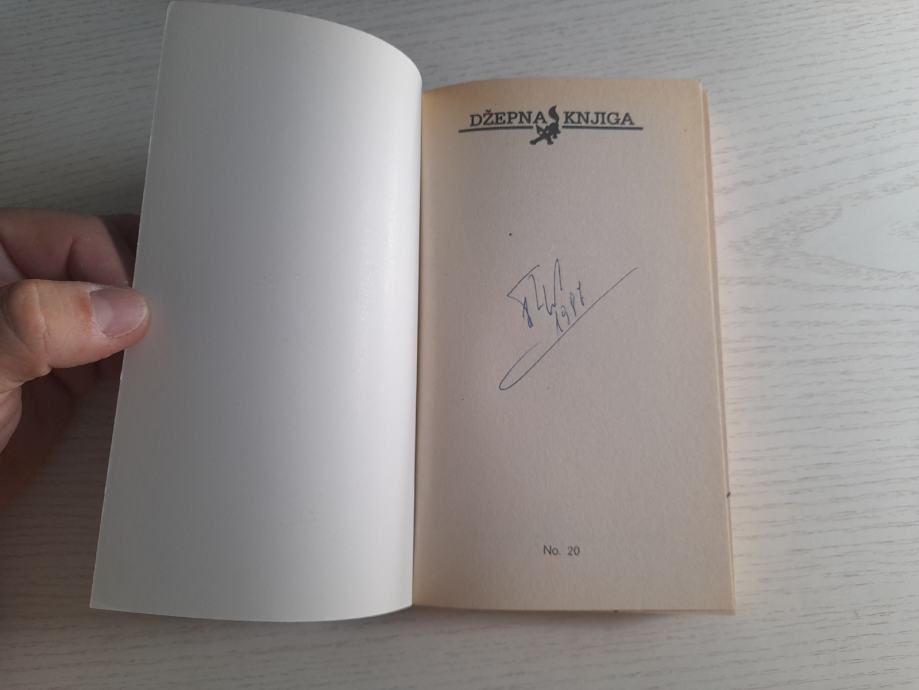 DŽEPNA KNJIGA
1987
No. 20